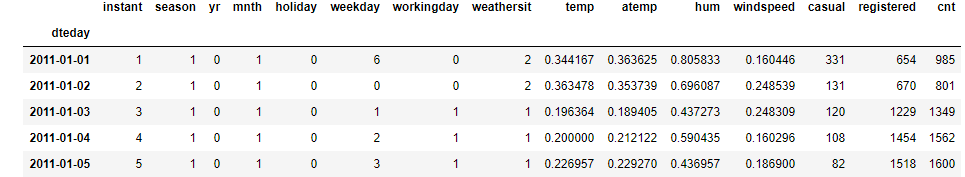 instant season yr mnth holiday weekday workingday weathersit temp atemp hum windspeed casual registered cnt
dteday
2011-01-01 1 1 0 1 0 6 0 2 0.344167 0.363625 0.805833 0.160446 331 654 985
2011-01-02 2 1 0 1 0 0 0 2 0.363478 0.353739 0.696087 0.248539 131 670 801
2011-01-03 3 1 0 1 0 1 1 1 0.196364 0.189405 0.437273 0.248309 120 1229 1349
2011-01-04 4 1 0 1 0 2 1 1 0.200000 0.212122 0.590435 0.160296 108 1454 1562
2011-01-05 5 1 0 1 0 3 1 1 0.226957 0.229270 0.436957 0.186900 82 1518 1600